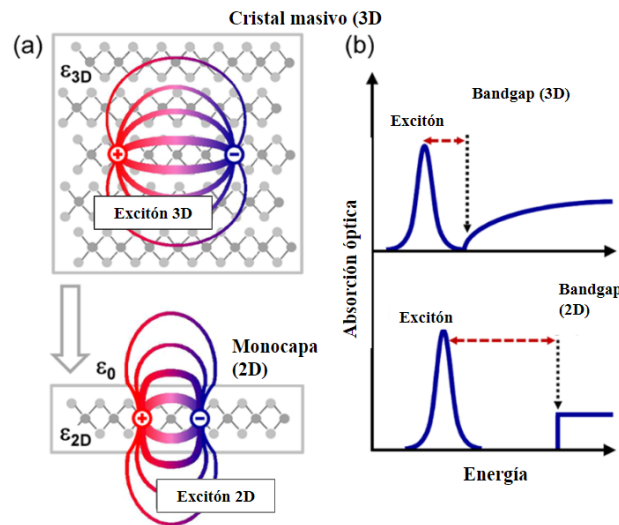 Cristal masivo (3D
(a)
ε3D
+
−
Excitón 3D
ε0
Monocapa
(2D)
ε2D
+
−
Excitón 2D
(b)
Bandgap (3D)
Excitón
Absorción óptica
Bandgap
(2D)
Excitón
Energía